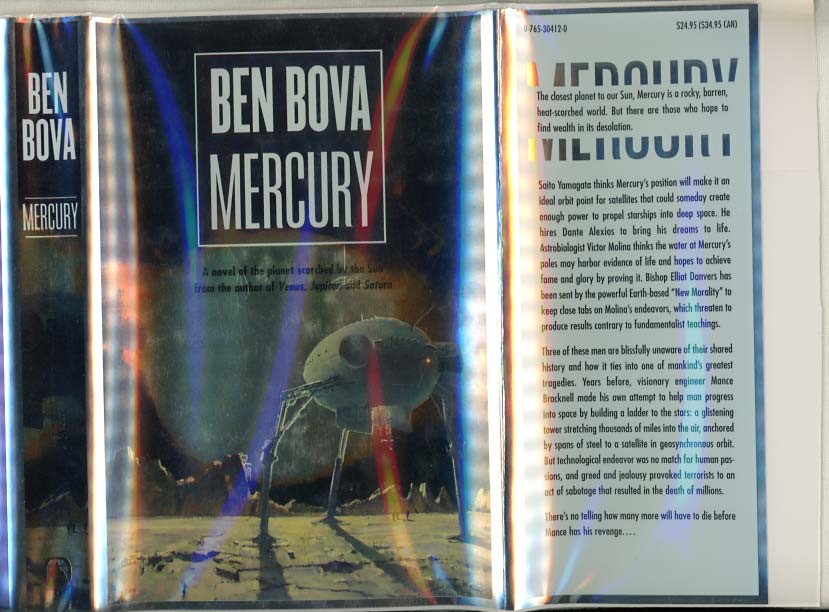 BEN
BOVA
MERCURY
BEN BOVA
MERCURY
A novel of the planet scorched by the Sun
from the author of Venus, Jupiter, and Saturn
0-765-30412-0
$24.95 ($34.95 CAN)
MERCURY
The closest planet to our Sun, Mercury is a rocky, barren,
heat-scorched world. But there are those who hope to
find wealth in its desolation.
Saito Yamagata thinks Mercury's position will make it an
ideal orbit point for satellites that could someday create
enough power to propel starships into deep space. He
hires Dante Alexios to bring his dreams to life.
Astrobiologist Victor Molina thinks the water at Mercury's
poles may harbor evidence of life and hopes to achieve
fame and glory by proving it. Bishop Elliot Danvers has
been sent by the powerful Earth-based "New Morality" to
keep close tabs on Molina's endeavors, which threaten to
produce results contrary to fundamentalist teachings.
Three of these men are blissfully unaware of their shared
history and how it ties into one of mankind's greatest
tragedies. Years before, visionary engineer Mance
Bracknell made his own attempt to help man progress
into space by building a ladder to the stars: a glistening
tower stretching thousands of miles into the air, anchored
by spans of steel to a satellite in geosynchronous orbit.
But technological endeavor was no match for human pas-
sions, and greed and jealousy provoked terrorists to an
act of sabotage that resulted in the death of millions.
There's no telling how many more will have to die before
Mance has his revenge....